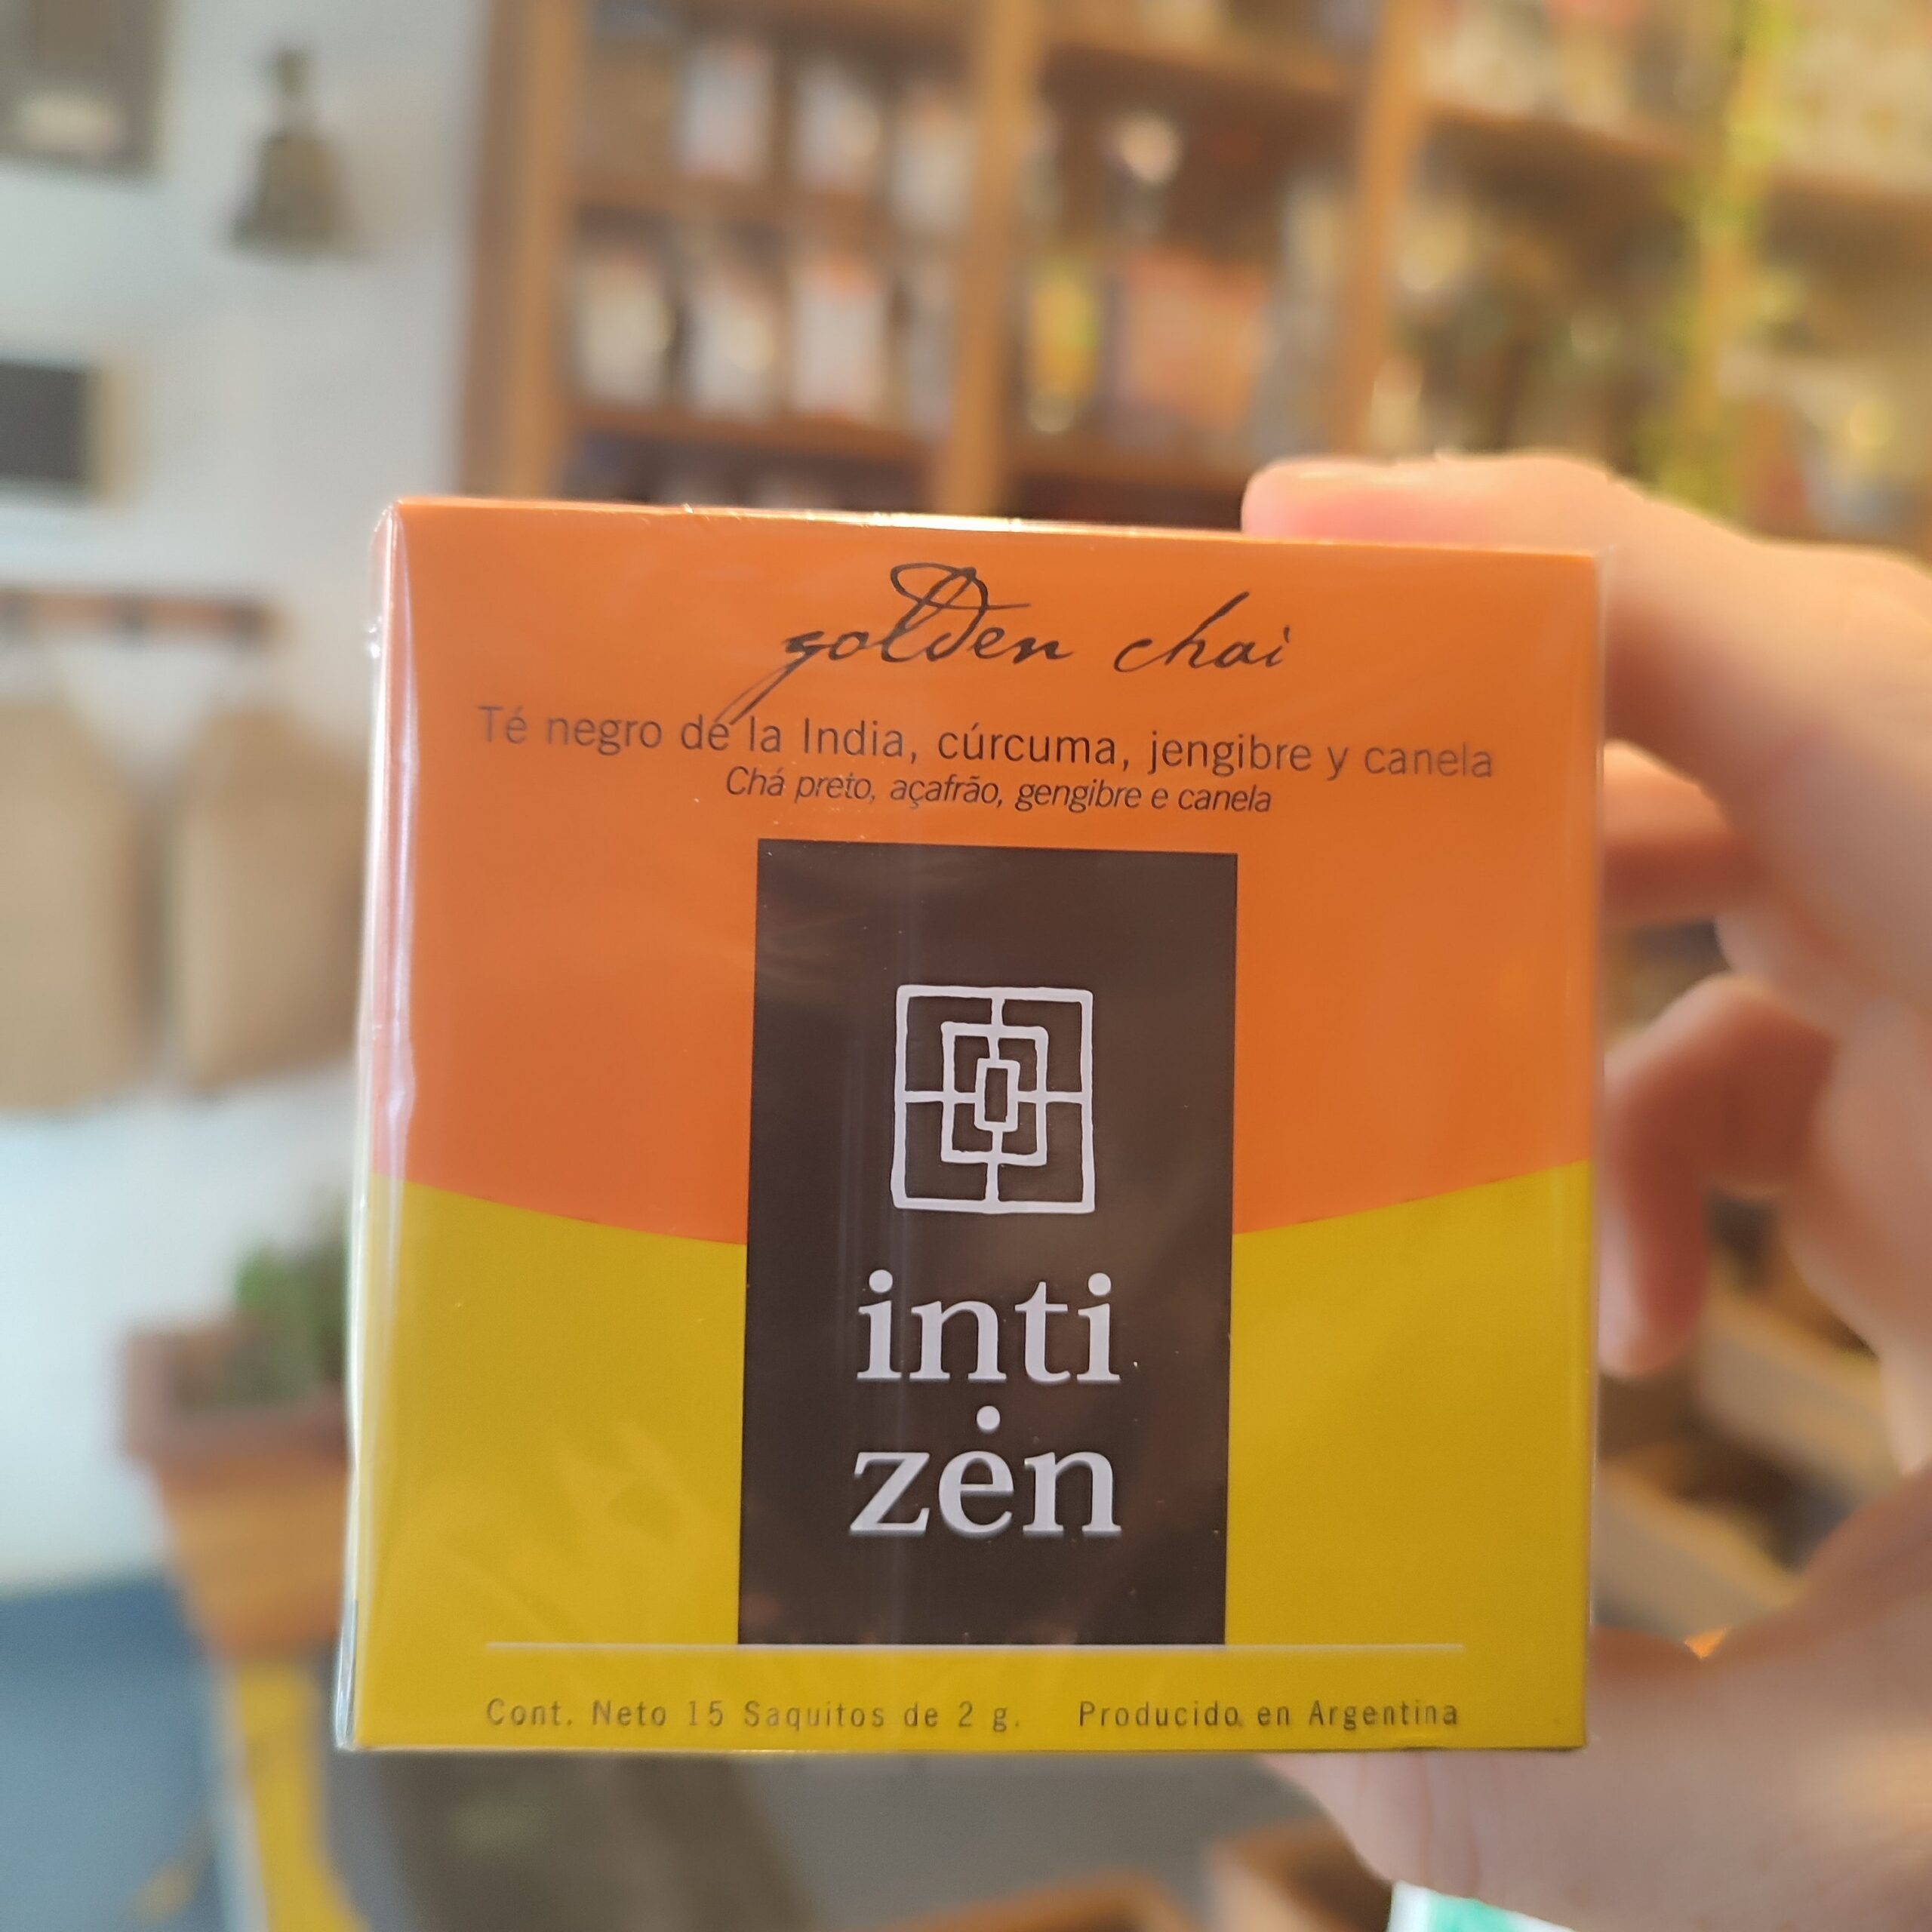 golden chai
Té negro de la India, cúrcuma, jengibre y canela
Chá preto, açafrão, gengibre e canela
inti
zen
Cont. Neto 15 Saquitos de 2 g. Producido en Argentina